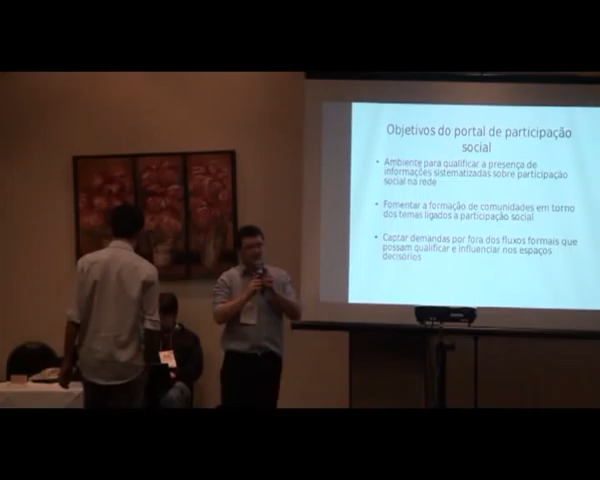 Objetivos do portal de participação
social
• Ambiente para qualificar a presença de
informações sistematizadas sobre participação
social na rede
• Fomentar a formação de comunidades em torno
dos temas ligados a participação social
• Captar demandas por fora dos fluxos formais que
possam qualificar e influenciar nos espaços
decisórios